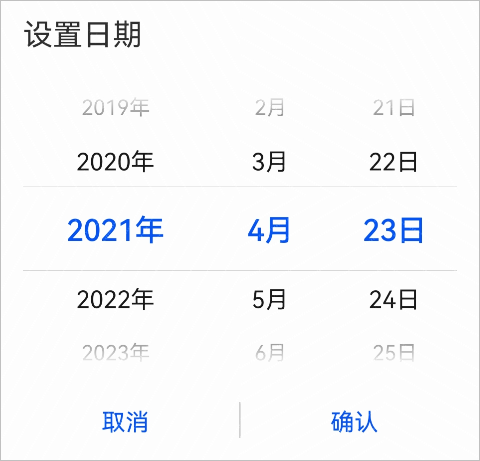 设置日期
2019年 2月 21日
2020年 3月 22日
2021年 4月 23日
2022年 5月 24日
2023年 6月 25日
取消 确认